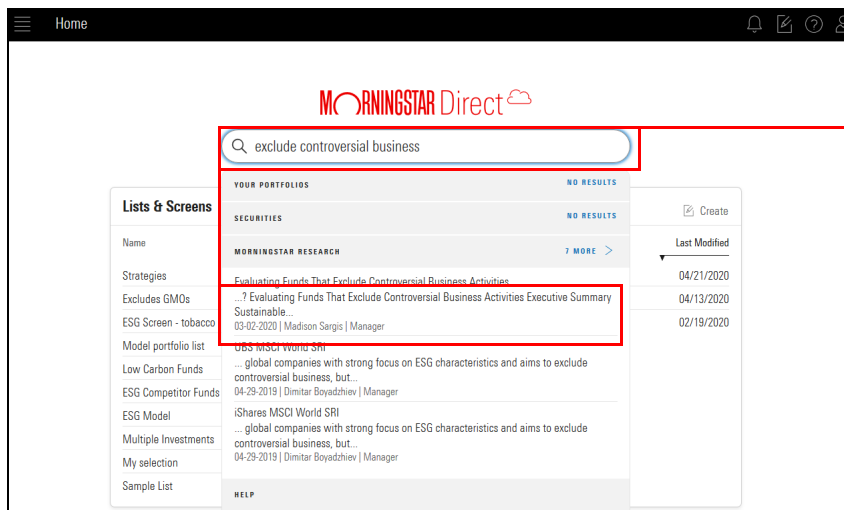 Home
MORNINGSTAR Direct
exclude controversial business
YOUR PORTFOLIOS NO RESULTS
SECURITIES NO RESULTS
MORNINGSTAR RESEARCH 7 MORE
Evaluating Funds That Exclude Controversial Business Activities
...? Evaluating Funds That Exclude Controversial Business Activities Executive Summary
Sustainable...
03-02-2020 | Madison Sargis | Manager
UBS MSCI World SRI
... global companies with strong focus on ESG characteristics and aims to exclude
controversial business, but...
04-29-2019 | Dimitar Boyadzhiev | Manager
iShares MSCI World SRI
... global companies with strong focus on ESG characteristics and aims to exclude
controversial business, but...
04-29-2019 | Dimitar Boyadzhiev | Manager
HELP
Lists & Screens
Create
Name
Last Modified
Strategies
04/21/2020
Excludes GMOs
04/13/2020
ESG Screen - tobacco
02/19/2020
Model portfolio list
Low Carbon Funds
ESG Competitor Funds
ESG Model
Multiple Investments
My selection
Sample List